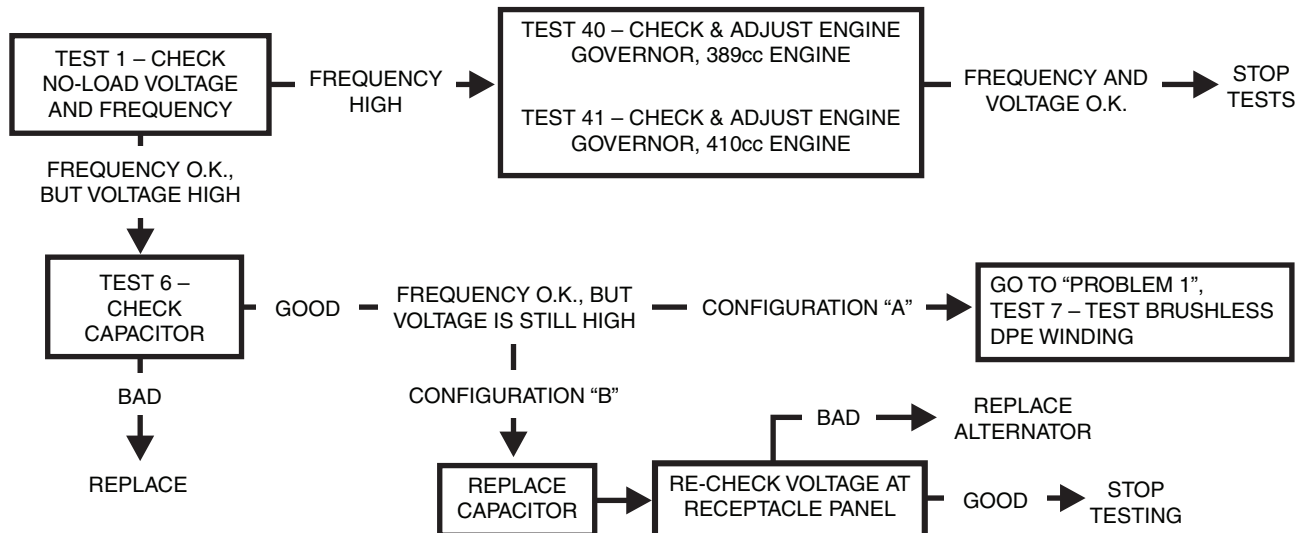 TEST 1 – CHECK
NO-LOAD VOLTAGE
AND FREQUENCY
FREQUENCY
HIGH
TEST 40 – CHECK & ADJUST ENGINE
GOVERNOR, 389cc ENGINE
TEST 41 – CHECK & ADJUST ENGINE
GOVERNOR, 410cc ENGINE
FREQUENCY AND
VOLTAGE O.K.
STOP
TESTS
FREQUENCY O.K.,
BUT VOLTAGE HIGH
TEST 6 –
CHECK
CAPACITOR
GOOD
FREQUENCY O.K., BUT
VOLTAGE IS STILL HIGH
CONFIGURATION “A”
GO TO “PROBLEM 1”,
TEST 7 – TEST BRUSHLESS
DPE WINDING
BAD
REPLACE
CONFIGURATION “B”
REPLACE
CAPACITOR
RE-CHECK VOLTAGE AT
RECEPTACLE PANEL
BAD
REPLACE
ALTERNATOR
GOOD
STOP
TESTING